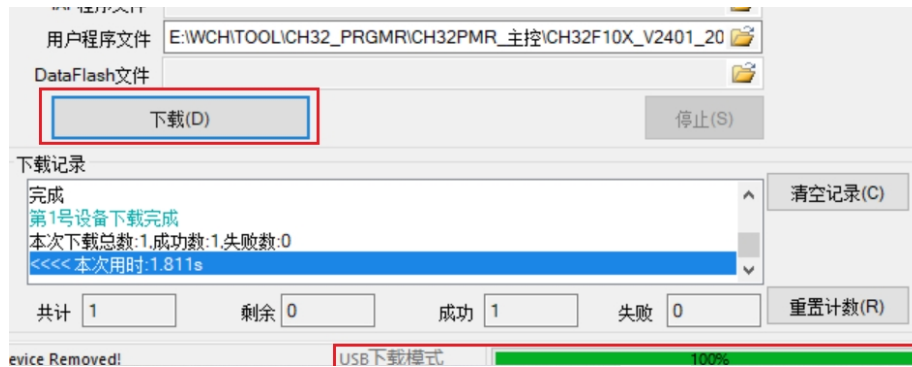 用户程序文件 E:\WCH\TOOL\CH32_PRGMR\CH32PMR_主控\CH32F10X_V2401_20
DataFlash文件
下载(D) 停止(S)
下载记录
完成 清空记录(C)
第1号设备下载完成
本次下载总数:1,成功数:1,失败数:0
<<<< 本次用时:1.811s
共计 1 剩余 0 成功 1 失败 0 重置计数(R)
evice Removed! USB下载模式 100%